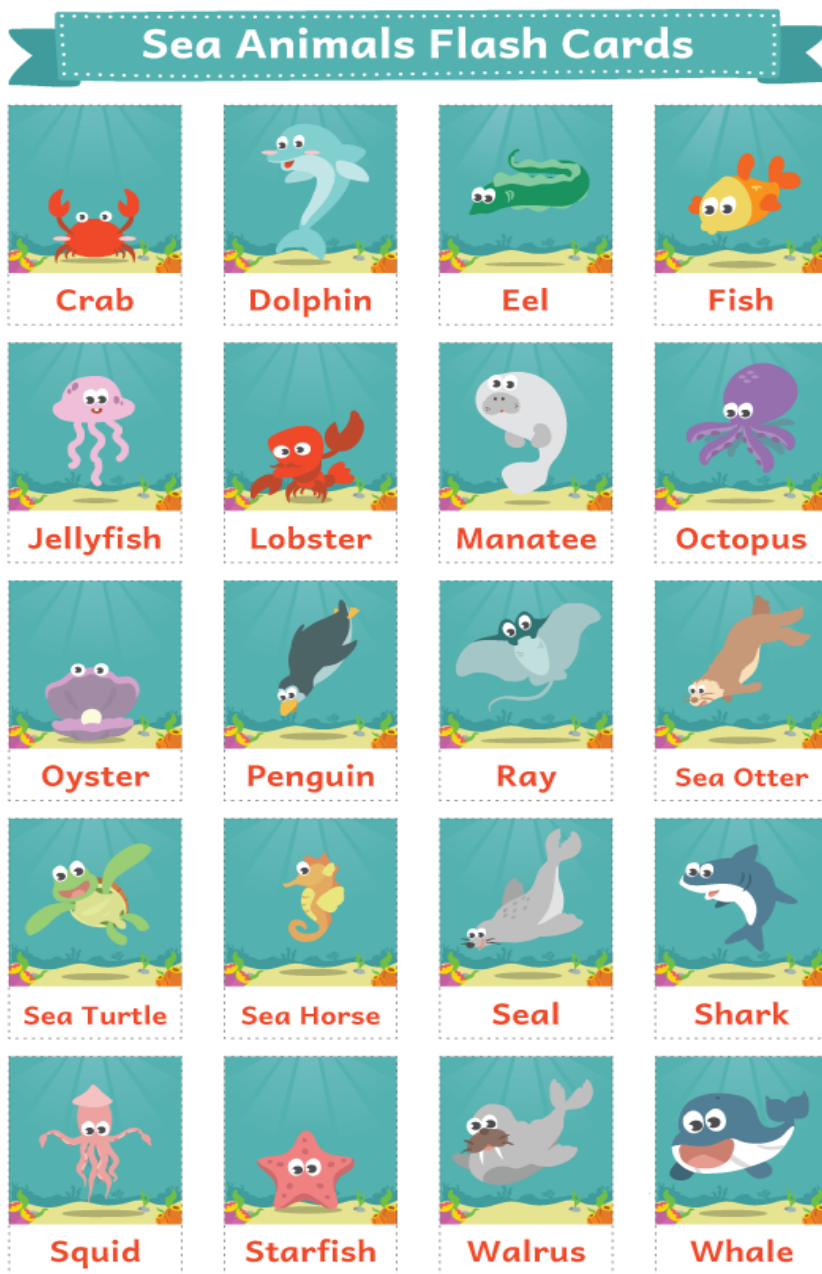 Sea Animals Flash Cards
Crab
Dolphin
Eel
Fish
Jellyfish
Lobster
Manatee
Octopus
Oyster
Penguin
Ray
Sea Otter
Sea Turtle
Sea Horse
Seal
Shark
Squid
Starfish
Walrus
Whale